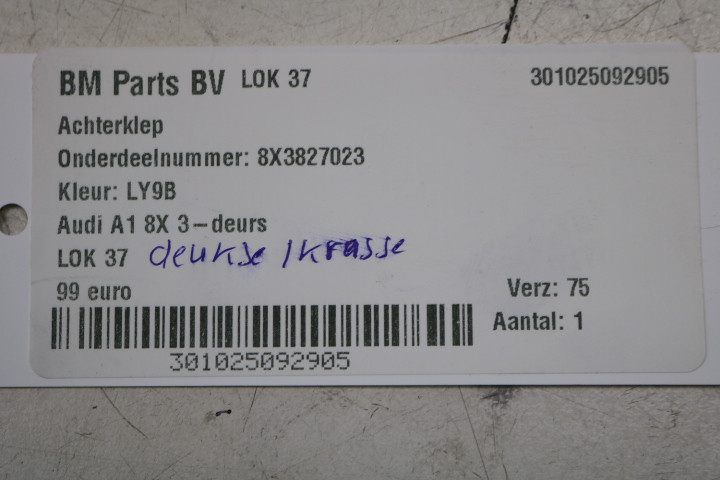 BM Parts BV LOK 37 301025092905
Achterklep
Onderdeelnummer: 8X3827023
Kleur: LY9B
Audi A1 8X 3-deurs
LOK 37 deukje / krasse
99 euro Verz: 75
Aantal: 1
301025092905